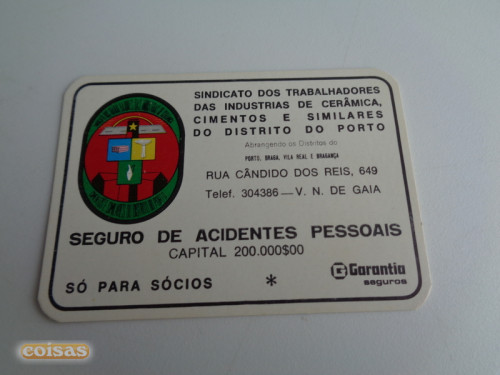 SINDICATO DOS TRABALHADORES
DAS INDUSTRIAS DE CERÂMICA,
CIMENTOS E SIMILARES
DO DISTRITO DO PORTO
Abrangendo os Distritos do
PORTO, BRAGA, VILA REAL E BRAGANÇA
RUA CÂNDIDO DOS REIS, 649
Telef. 304386 — V. N. DE GAIA
SEGURO DE ACIDENTES PESSOAIS
CAPITAL 200.000$00
SÓ PARA SÓCIOS *
G Garantia
seguros
coisas